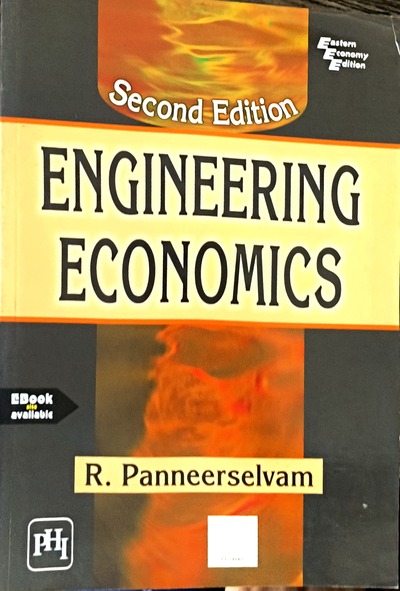 Eastern
Economy
Edition
Second Edition
ENGINEERING
ECONOMICS
EBook
also
available
R. Panneerselvam
PHI